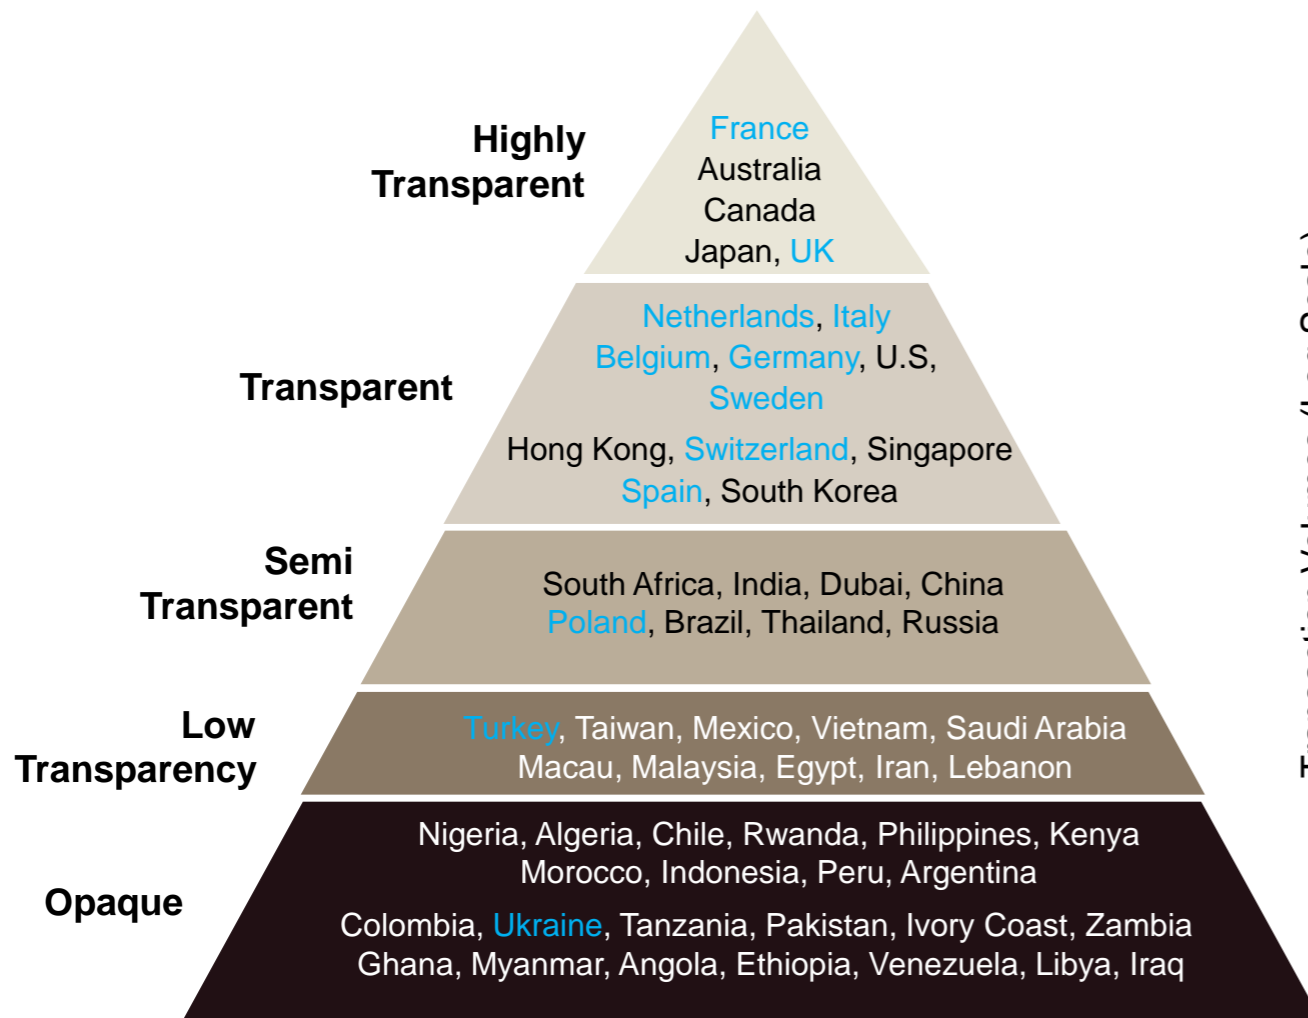 Highly
Transparent
France
Australia
Canada
Japan, UK
Transparent
Netherlands, Italy
Belgium, Germany, U.S,
Sweden
Hong Kong, Switzerland, Singapore
Spain, South Korea
Semi
Transparent
South Africa, India, Dubai, China
Poland, Brazil, Thailand, Russia
Low
Transparency
Turkey, Taiwan, Mexico, Vietnam, Saudi Arabia
Macau, Malaysia, Egypt, Iran, Lebanon
Opaque
Nigeria, Algeria, Chile, Rwanda, Philippines, Kenya
Morocco, Indonesia, Peru, Argentina
Colombia, Ukraine, Tanzania, Pakistan, Ivory Coast, Zambia
Ghana, Myanmar, Angola, Ethiopia, Venezuela, Libya, Iraq